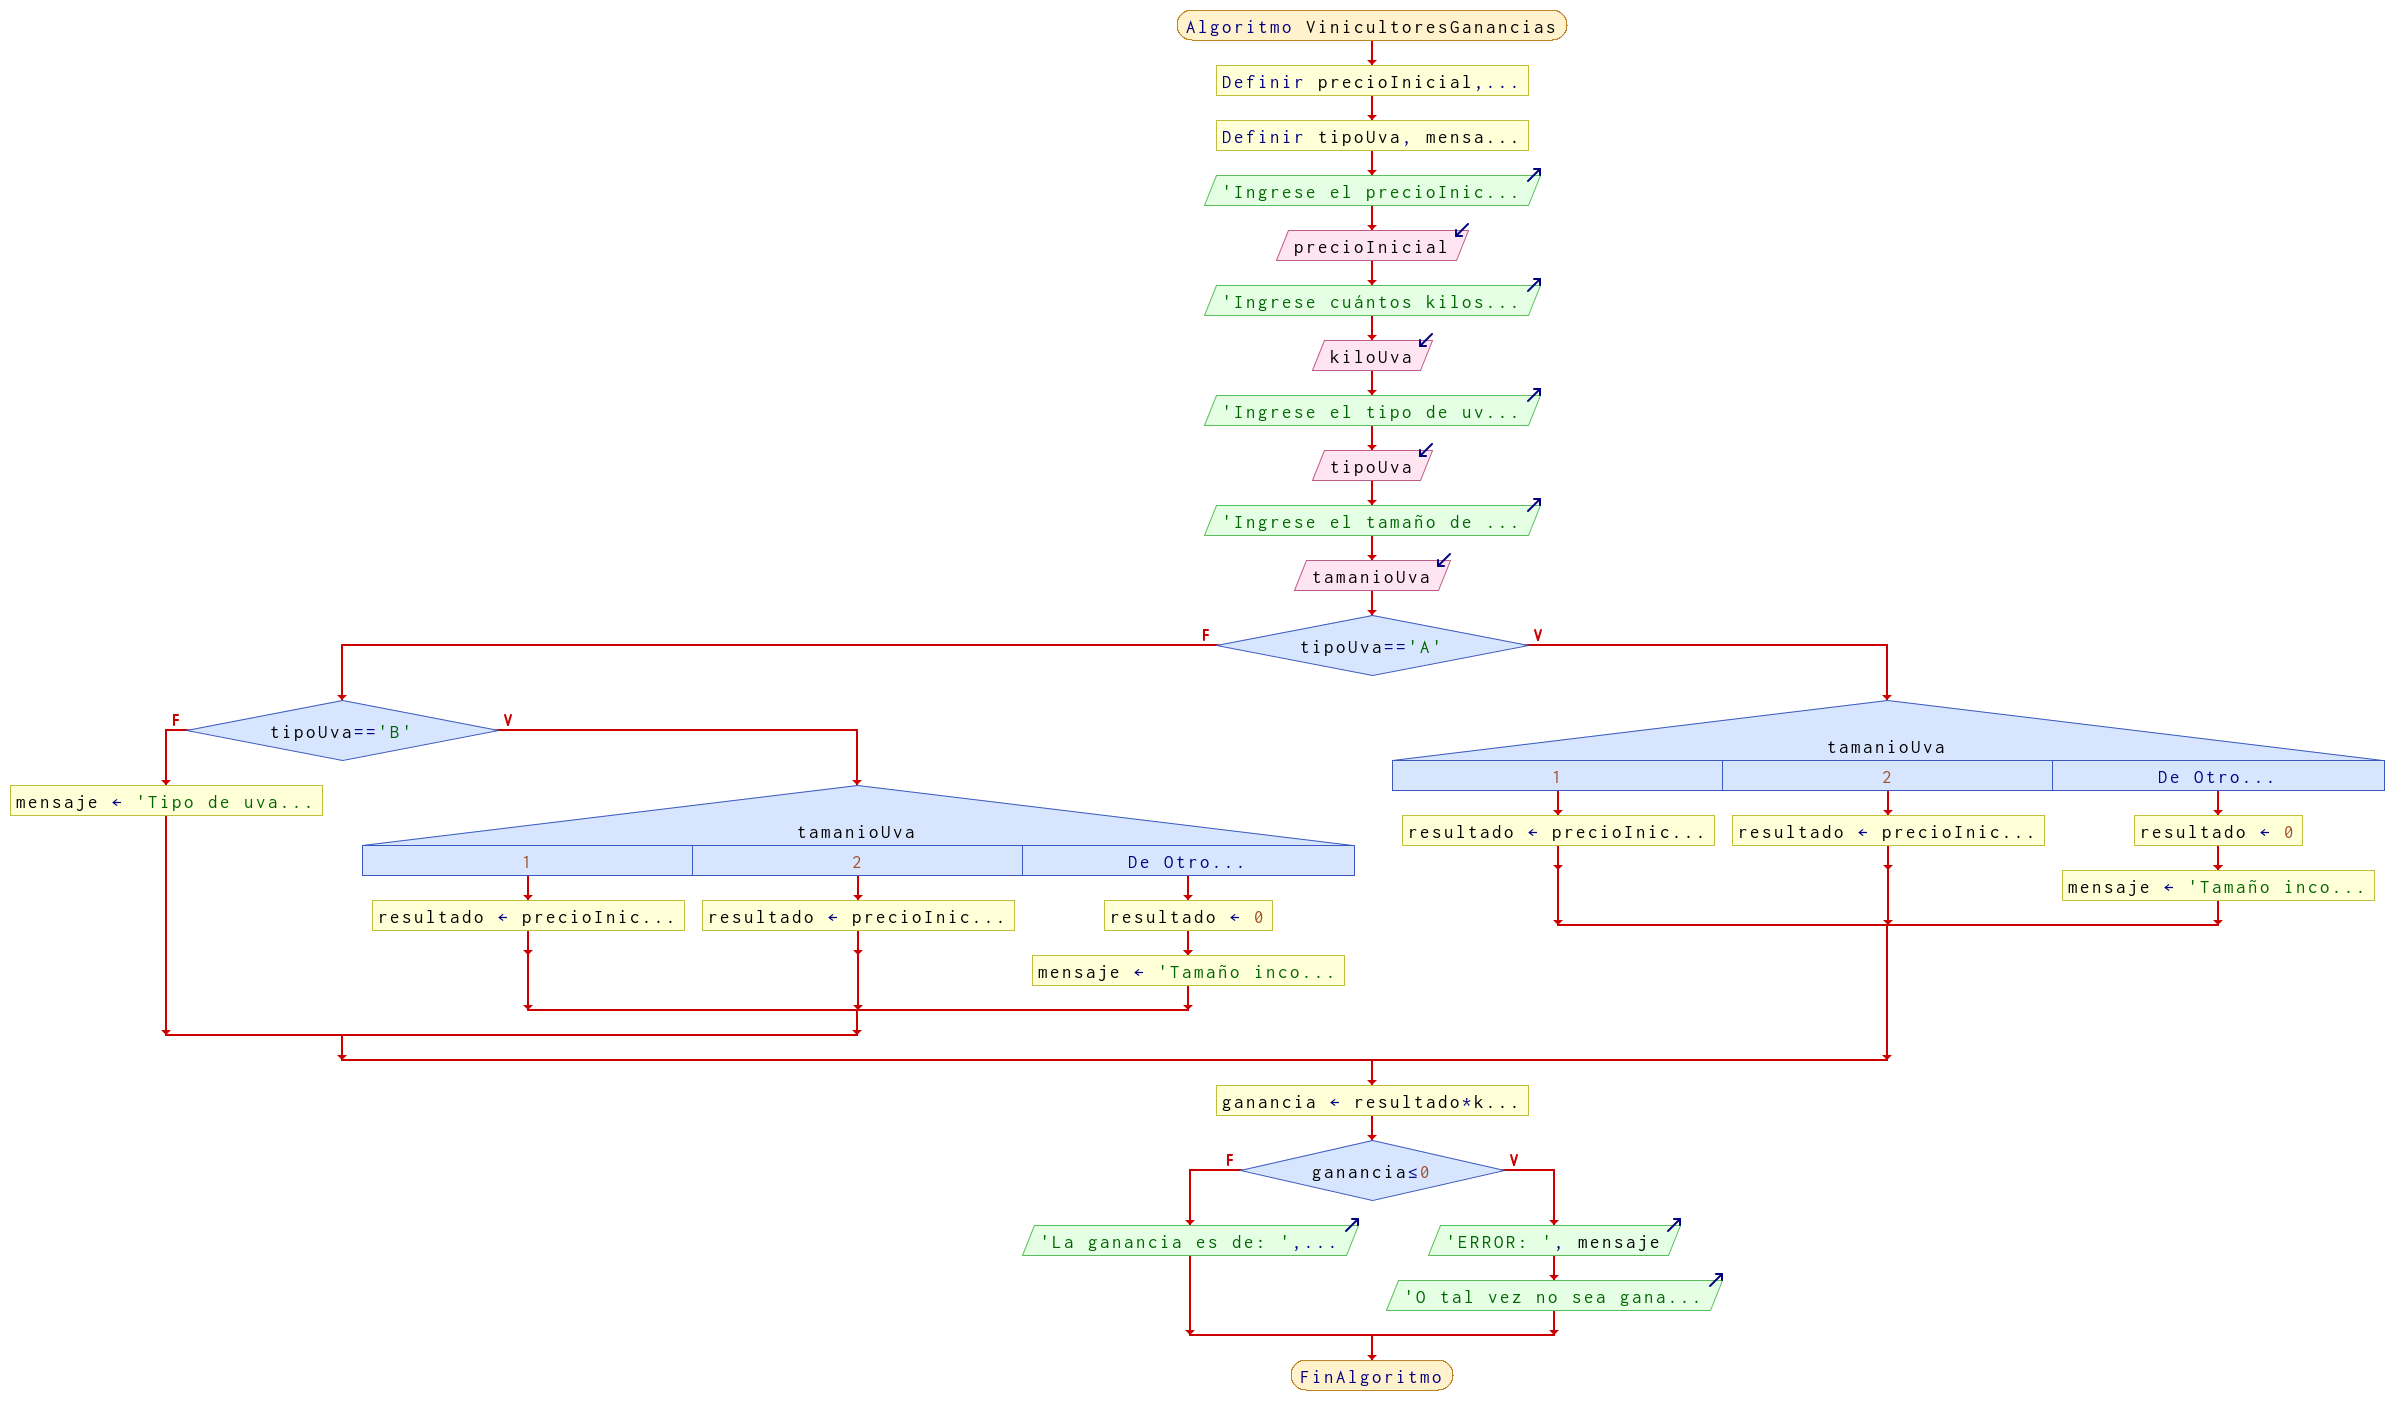 Algoritmo VinicultoresGanancias
Definir precioInicial,...
Definir tipoUva, mensa...
'Ingrese el precioInic...
precioInicial
'Ingrese cuántos kilos...
kiloUva
'Ingrese el tipo de uv...
tipoUva
'Ingrese el tamaño de ...
tamanioUva
F
V
tipoUva=='A'
F
V
tipoUva=='B'
tamanioUva
1
2
De Otro...
mensaje ← 'Tipo de uva...
tamanioUva
resultado ← precioInic...
resultado ← precioInic...
resultado ← 0
1
2
De Otro...
mensaje ← 'Tamaño inco...
resultado ← precioInic...
resultado ← precioInic...
resultado ← 0
mensaje ← 'Tamaño inco...
ganancia ← resultado*k...
F
V
ganancia≤0
'La ganancia es de: ',...
'ERROR: ', mensaje
'O tal vez no sea gana...
FinAlgoritmo